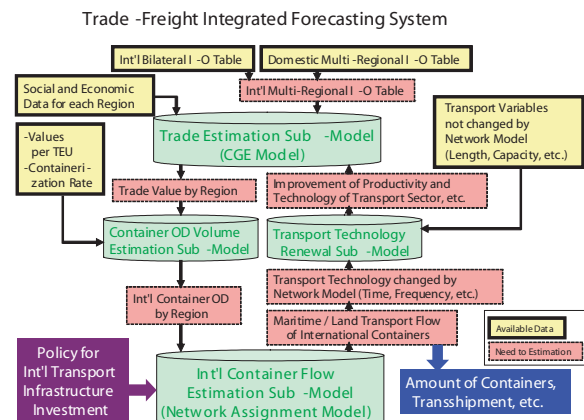 Trade -Freight Integrated Forecasting System
Int'l Bilateral I -O Table
Domestic Multi -Regional I -O Table
Int'l Multi-Regional I -O Table
Social and Economic
Data for each Region
Transport Variables
not changed by
Network Model
(Length, Capacity, etc.)
-Values
per TEU
-Containeri-
zation Rate
Trade Estimation Sub -Model
(CGE Model)
Trade Value by Region
Improvement of Productivity and
Technology of Transport Sector, etc.
Container OD Volume
Estimation Sub -Model
Transport Technology
Renewal Sub -Model
Transport Technology changed by
Network Model (Time, Frequency, etc.)
Int'l Container OD
by Region
Maritime / Land Transport Flow
of International Containers
Available Data
Need to Estimation
Policy for
Int'l Transport
Infrastructure
Investment
Int'l Container Flow
Estimation Sub -Model
(Network Assignment Model)
Amount of Containers,
Transshipment, etc.